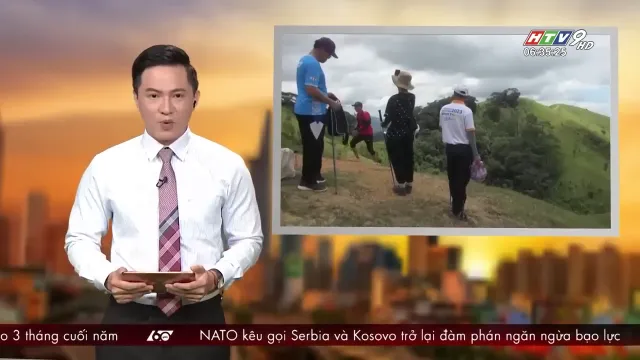 HTV9 HD
06:35:25
o 3 tháng cuối năm
60
NATO kêu gọi Serbia và Kosovo trở lại đàm phán ngăn ngừa bạo lực